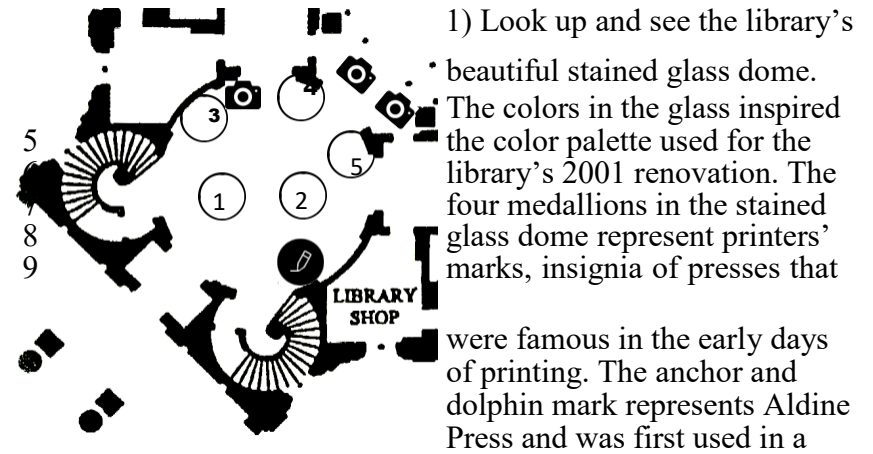 1) Look up and see the library's
beautiful stained glass dome.
The colors in the glass inspired
the color palette used for the
library's 2001 renovation. The
four medallions in the stained
glass dome represent printers'
marks, insignia of presses that
were famous in the early days
of printing. The anchor and
dolphin mark represents Aldine
Press and was first used in a
4
3
5
1
2
5
7
8
9
LIBRARY
SHOP